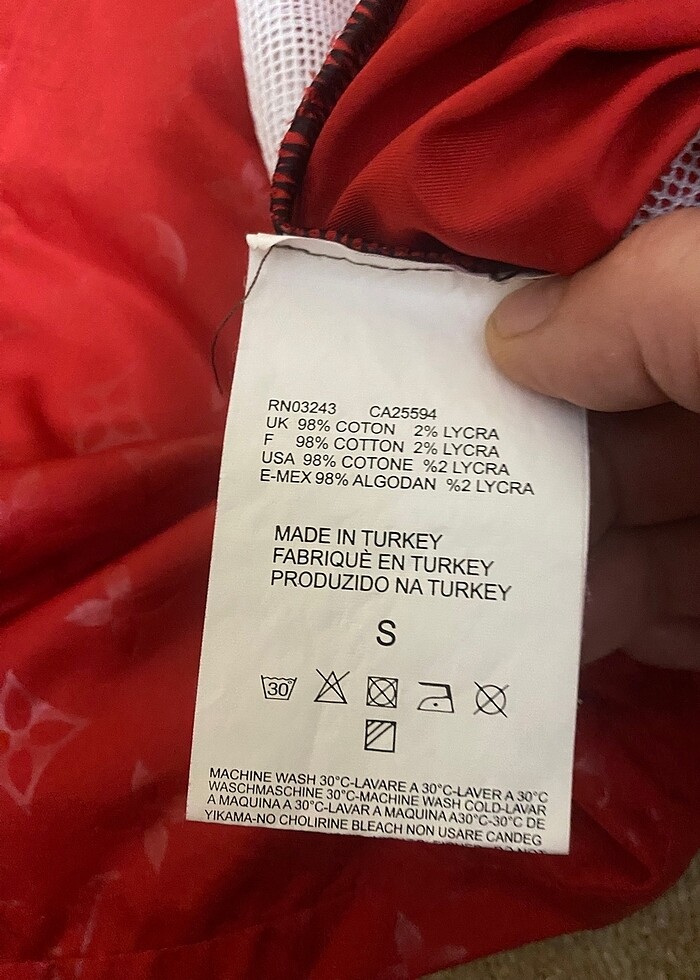 RN03243 CA25594
UK 98% COTON 2% LYCRA
F 98% COTTON 2% LYCRA
USA 98% COTONE %2 LYCRA
E-MEX 98% ALGODAN %2 LYCRA
MADE IN TURKEY
FABRIQUÈ EN TURKEY
PRODUZIDO NA TURKEY
S
30
MACHINE WASH 30°C-LAVARE A 30°C-LAVER A 30°C
WASCHMASCHINE 30°C-MACHINE WASH COLD-LAVAR
A MAQUINA A 30°C-LAVAR A MAQUINA A30°C-30°C DE
YIKAMA-NO CHOLIRINE BLEACH NON USARE CANDEG